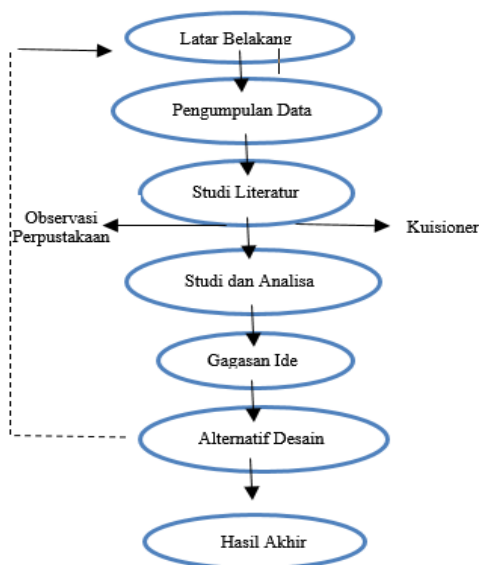 Latar Belakang
Pengumpulan Data
Studi Literatur
Observasi
Perpustakaan
Kuisioner
Studi dan Analisa
Gagasan Ide
Alternatif Desain
Hasil Akhir